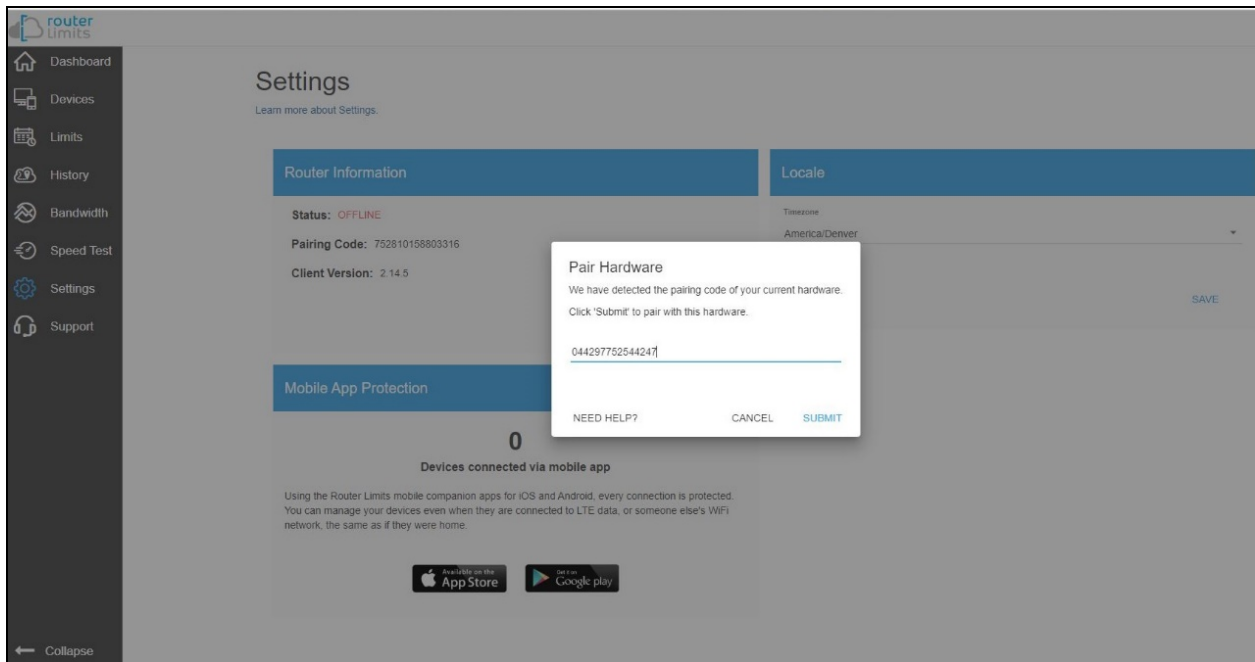 router
Limits
Dashboard
Devices
Limits
History
Bandwidth
Speed Test
Settings
Support
Collapse
Settings
Learn more about Settings.
Router Information
Status: OFFLINE
Pairing Code: 752810158803316
Client Version: 2.14.5
Locale
Timezone
America/Denver
SAVE
Pair Hardware
We have detected the pairing code of your current hardware.
Click 'Submit' to pair with this hardware.
044297752544247
NEED HELP?
CANCEL
SUBMIT
Mobile App Protection
0
Devices connected via mobile app
Using the Router Limits mobile companion apps for iOS and Android, every connection is protected.
You can manage your devices even when they are connected to LTE data, or someone else's WiFi
network, the same as if they were home.
Available on the
App Store
Get it on
Google play